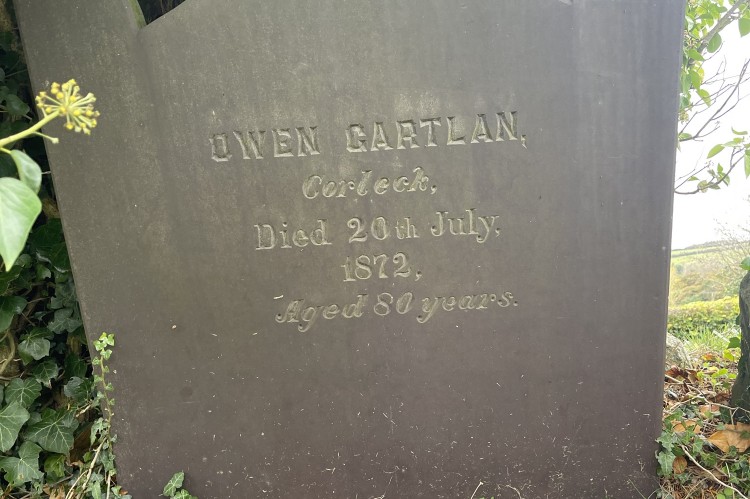 OWEN GARTLAN,
Corleck,
Died 20th July,
1872,
Aged 80 years.